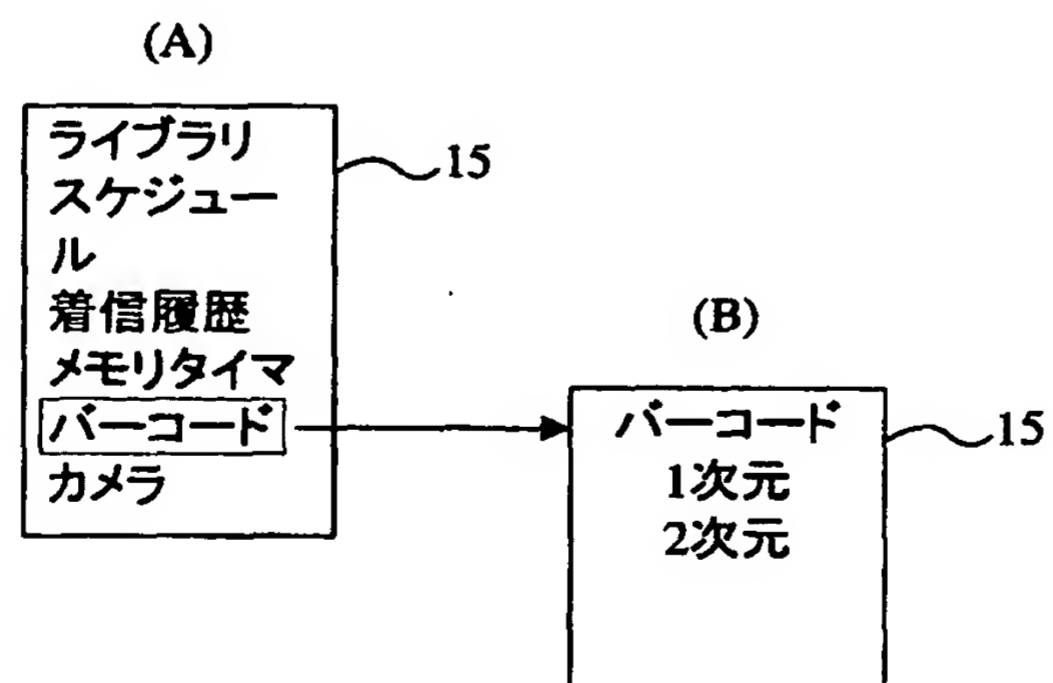 (A)
ライブラリ
スケジュー
ル
着信履歴
メモリタイマ
バーコード
カメラ
15
(B)
バーコード
1次元
2次元
15